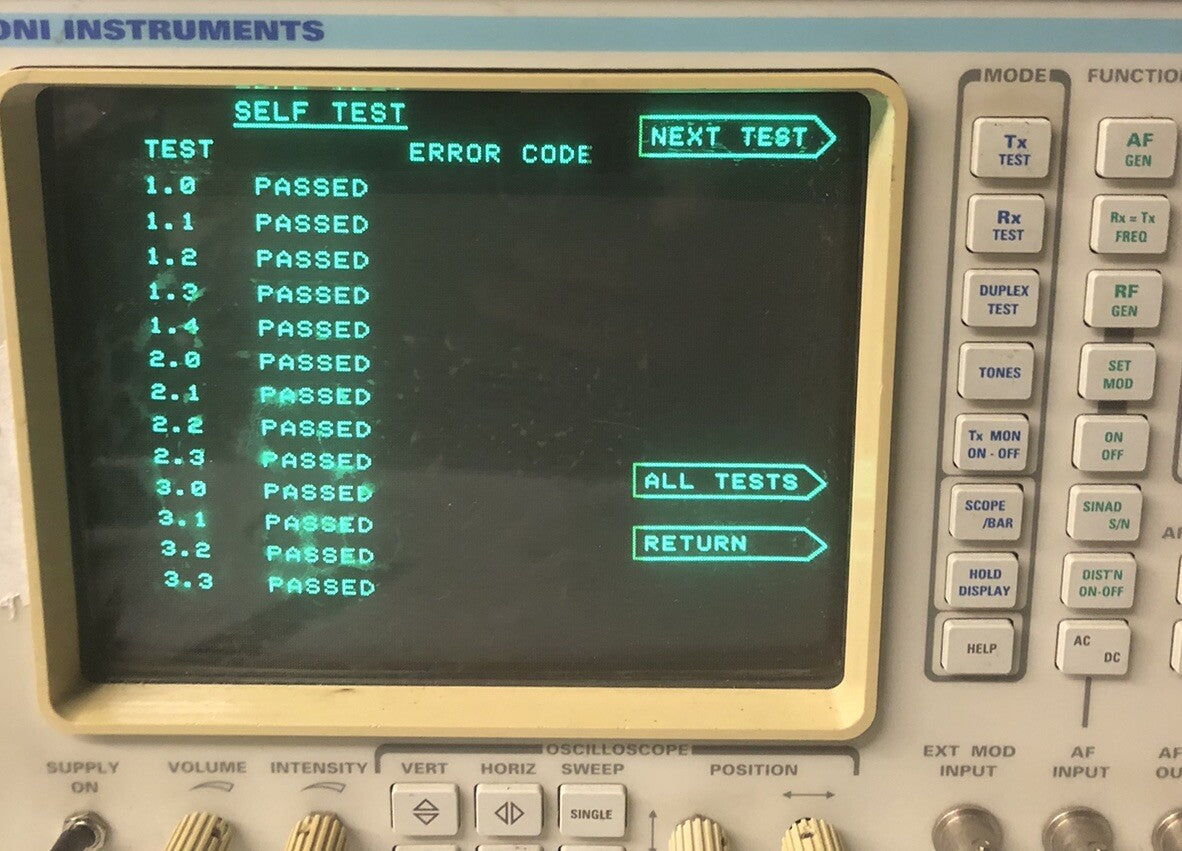 ONI INSTRUMENTS
SELF TEST
TEST ERROR CODE
1.0 PASSED
1.1 PASSED
1.2 PASSED
1.3 PASSED
1.4 PASSED
2.0 PASSED
2.1 PASSED
2.2 PASSED
2.3 PASSED
3.0 PASSED
3.1 PASSED
3.2 PASSED
3.3 PASSED
NEXT TEST
ALL TESTS
RETURN
MODE
Tx
TEST
Rx
TEST
DUPLEX
TEST
TONES
Tx MON
ON - OFF
SCOPE
/BAR
HOLD
DISPLAY
HELP
FUNCTIO
AF
GEN
Rx = Tx
FREQ
RF
GEN
SET
MOD
ON
OFF
SINAD
S/N
DIST'N
ON-OFF
AC
DC
SUPPLY
ON
VOLUME
INTENSITY
OSCILLOSCOPE
VERT
HORIZ
SWEEP
SINGLE
POSITION
EXT MOD
INPUT
AF
INPUT
AF
OU